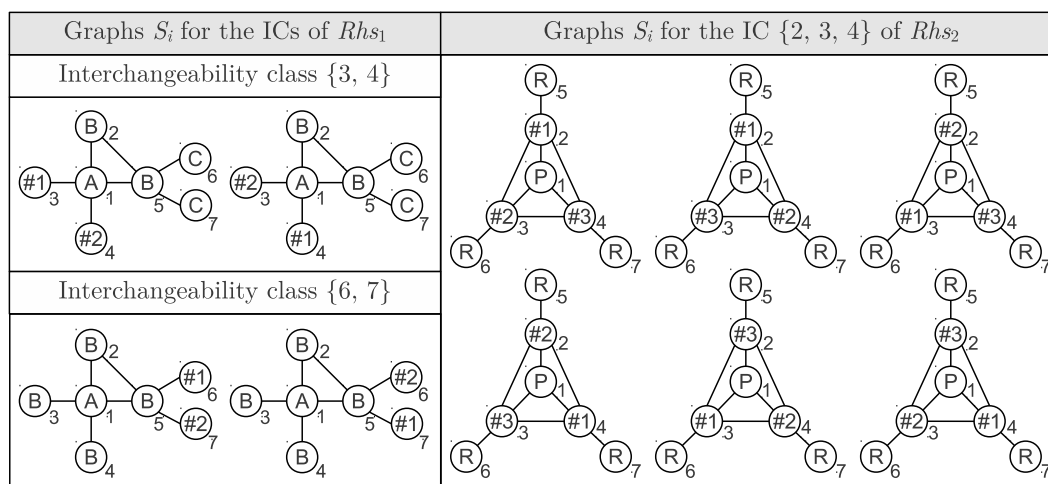 Graphs Sᵢ for the ICs of Rhs₁
Graphs Sᵢ for the IC {2, 3, 4} of Rhs₂
Interchangeability class {3, 4}
B 2 B 2
C 6 C 6
#1 3 A 1 B 5 #2 3 A 1 B 5
C 7 C 7
#2 4 #1 4
Interchangeability class {6, 7}
B 2 B 2
#1 6 #2 6
B 3 A 1 B 5 B 3 A 1 B 5
#2 7 #1 7
B 4 B 4
R 5 R 5 R 5
#1 2 #1 2 #2 2
P 1 P 1 P 1
#2 3 #3 4 #3 3 #2 4 #1 3 #3 4
R 6 R 7 R 6 R 7 R 6 R 7
R 5 R 5 R 5
#2 2 #3 2 #3 2
P 1 P 1 P 1
#3 3 #1 4 #1 3 #2 4 #2 3 #1 4
R 6 R 7 R 6 R 7 R 6 R 7